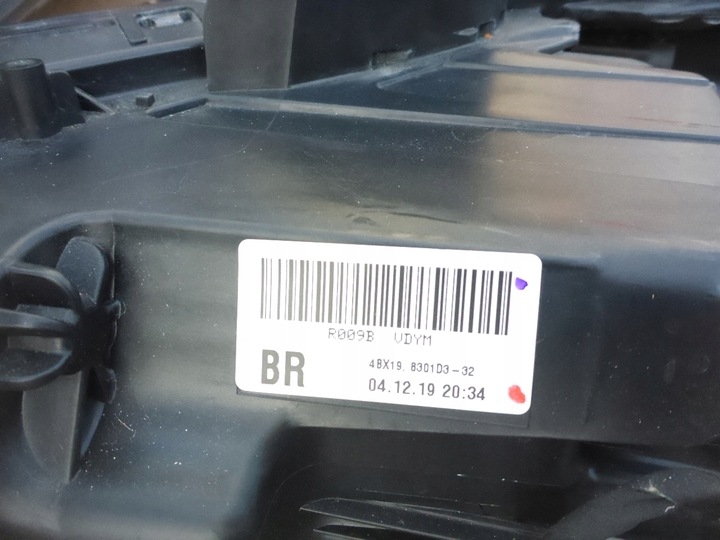 R009B VDYM
BR
4BX19, 8301D3-32
04.12.19 20:34